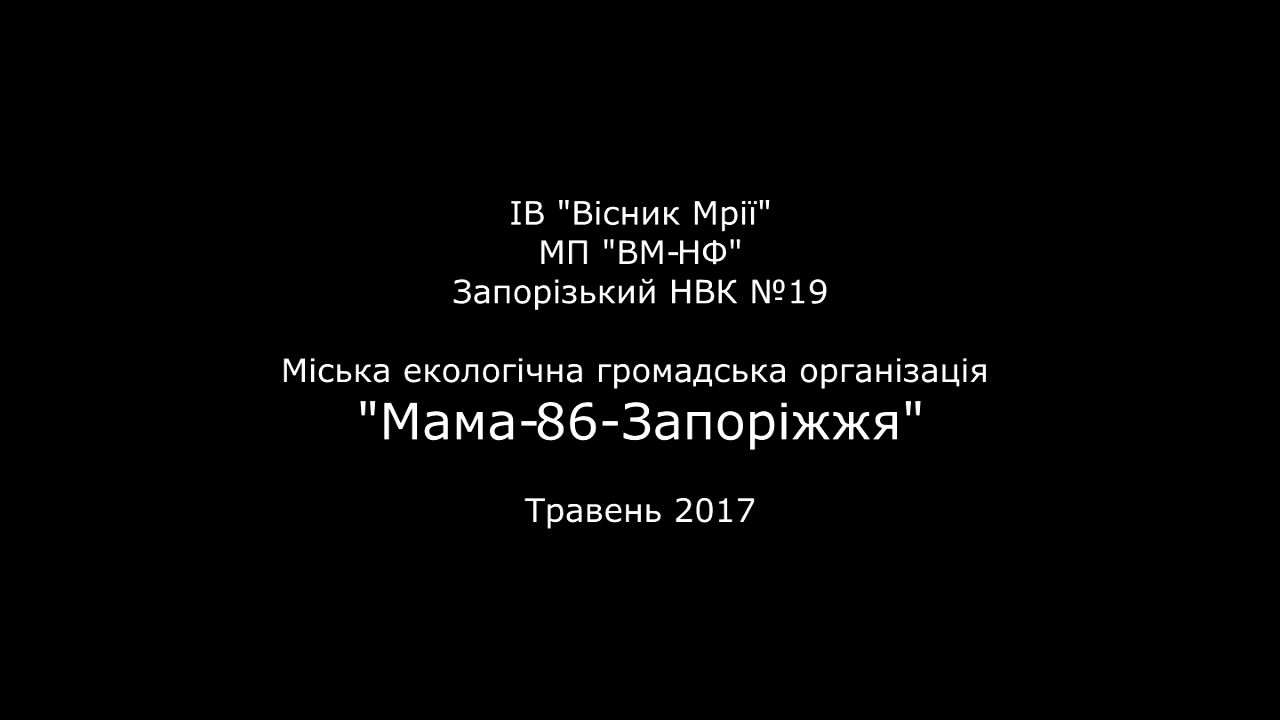 ІВ "Вісник Мрії"
МП "ВМ-НФ"
Запорізький НВК №19
Міська екологічна громадська організація
"Мама-86-Запоріжжя"
Травень 2017